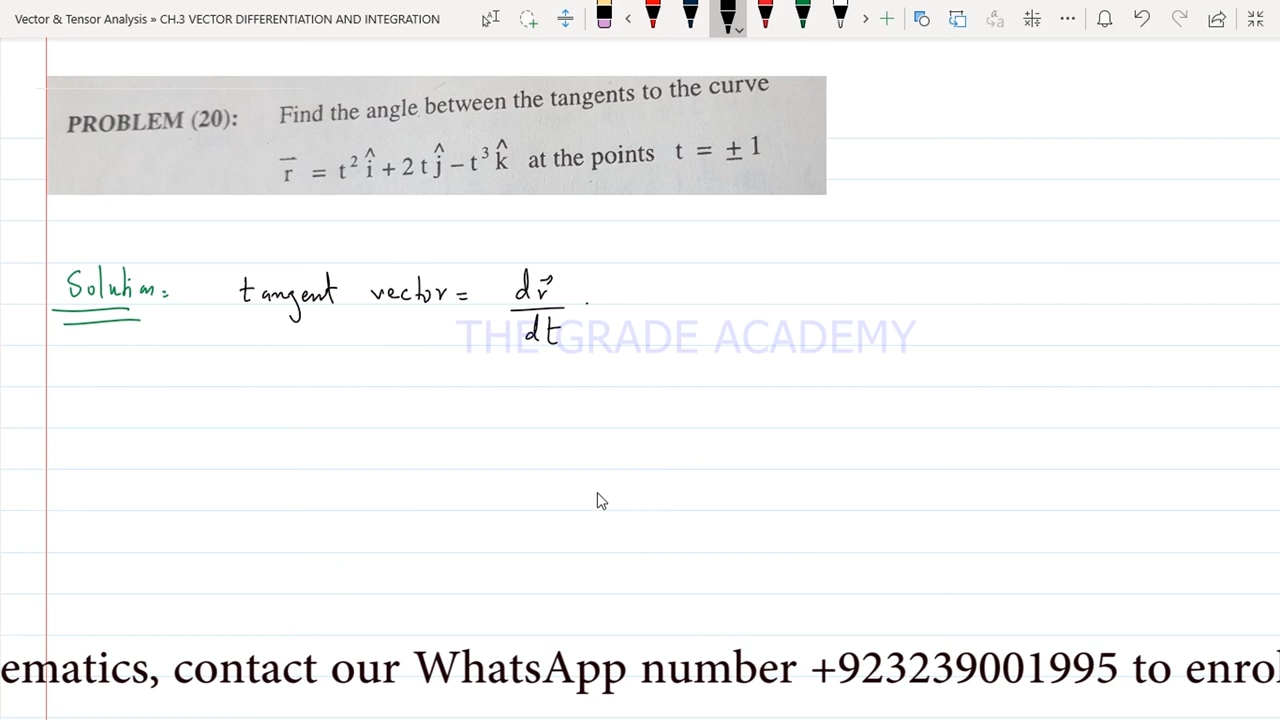 Vector & Tensor Analysis » CH.3 VECTOR DIFFERENTIATION AND INTEGRATION
PROBLEM (20): Find the angle between the tangents to the curve
r⃗ = t² î + 2 t ĵ − t³ k̂ at the points t = ± 1
Solution: tangent vector = dr⃗/dt .
THE GRADE ACADEMY
ematics, contact our WhatsApp number +923239001995 to enrol